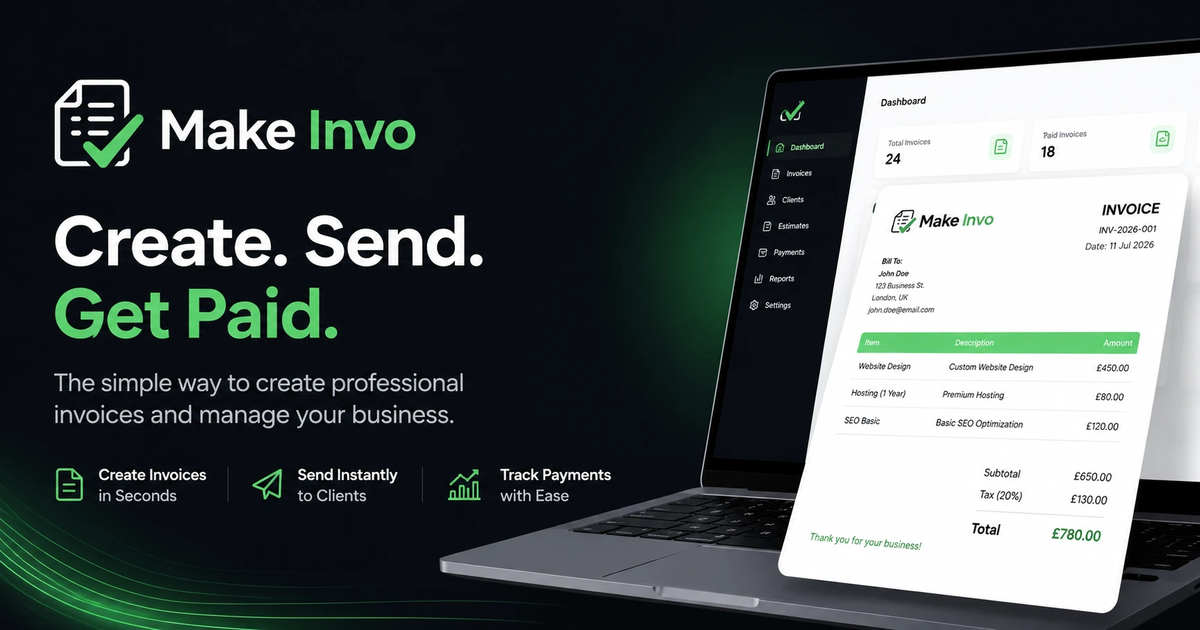 Make Invo
Create. Send.
Get Paid.
The simple way to create professional
invoices and manage your business.
Create Invoices
in Seconds
Send Instantly
to Clients
Track Payments
with Ease
Dashboard
Invoices
Clients
Estimates
Payments
Reports
Settings
Dashboard
Total Invoices
24
Paid Invoices
18
Make Invo
INVOICE
INV-2026-001
Date: 11 Jul 2026
Bill To:
John Doe
123 Business St.
London, UK
john.doe@email.com
Item Description Amount
Website Design Custom Website Design £450.00
Hosting (1 Year) Premium Hosting £80.00
SEO Basic Basic SEO Optimization £120.00
Subtotal £650.00
Tax (20%) £130.00
Total £780.00
Thank you for your business!